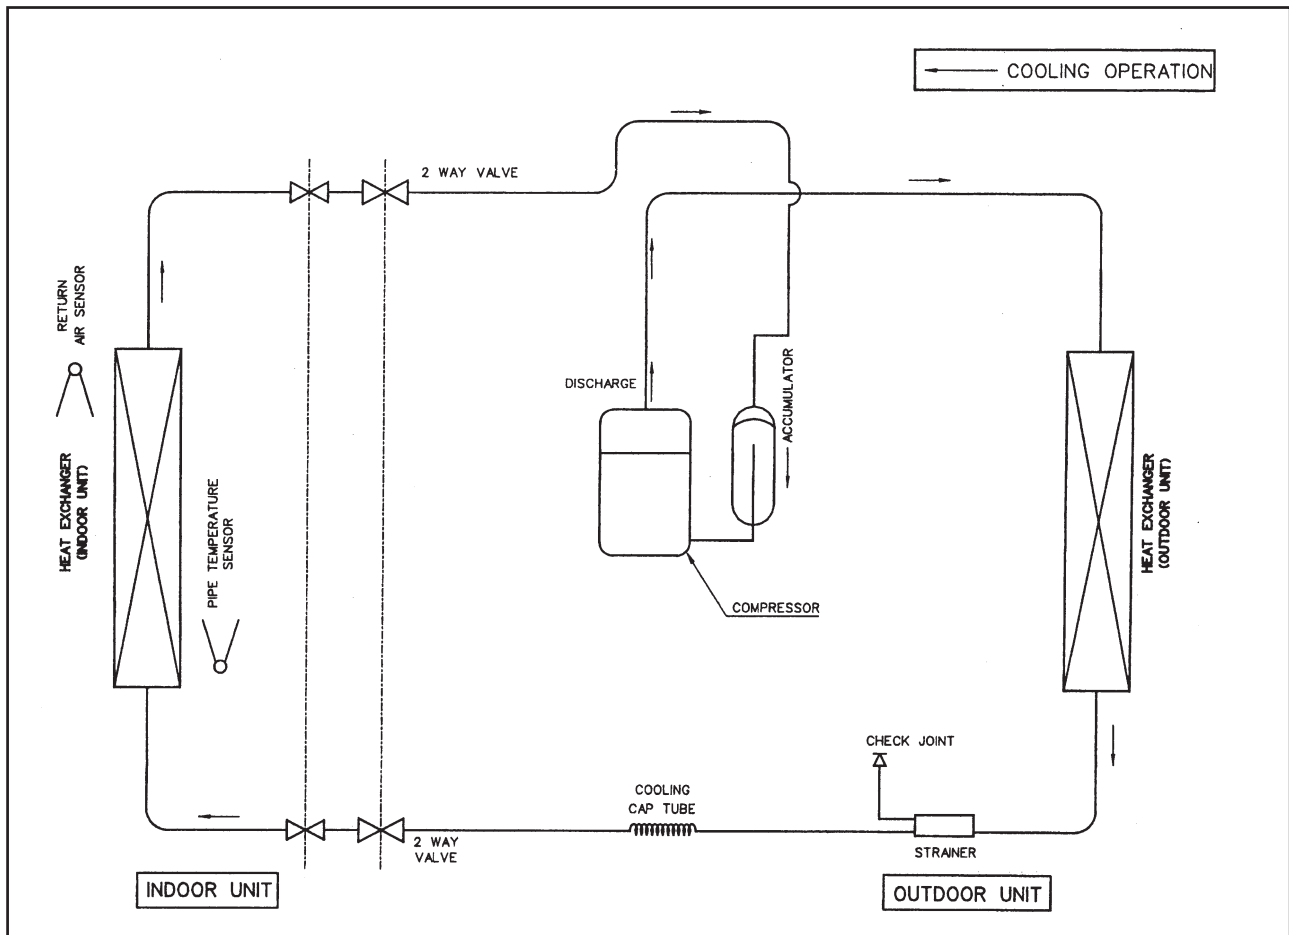 COOLING OPERATION
2 WAY VALVE
RETURN
AIR SENSOR
DISCHARGE
ACCUMULATOR
HEAT EXCHANGER
(INDOOR UNIT)
PIPE TEMPERATURE
SENSOR
HEAT EXCHANGER
(OUTDOOR UNIT)
COMPRESSOR
CHECK JOINT
COOLING
CAP TUBE
2 WAY
VALVE
STRAINER
INDOOR UNIT
OUTDOOR UNIT